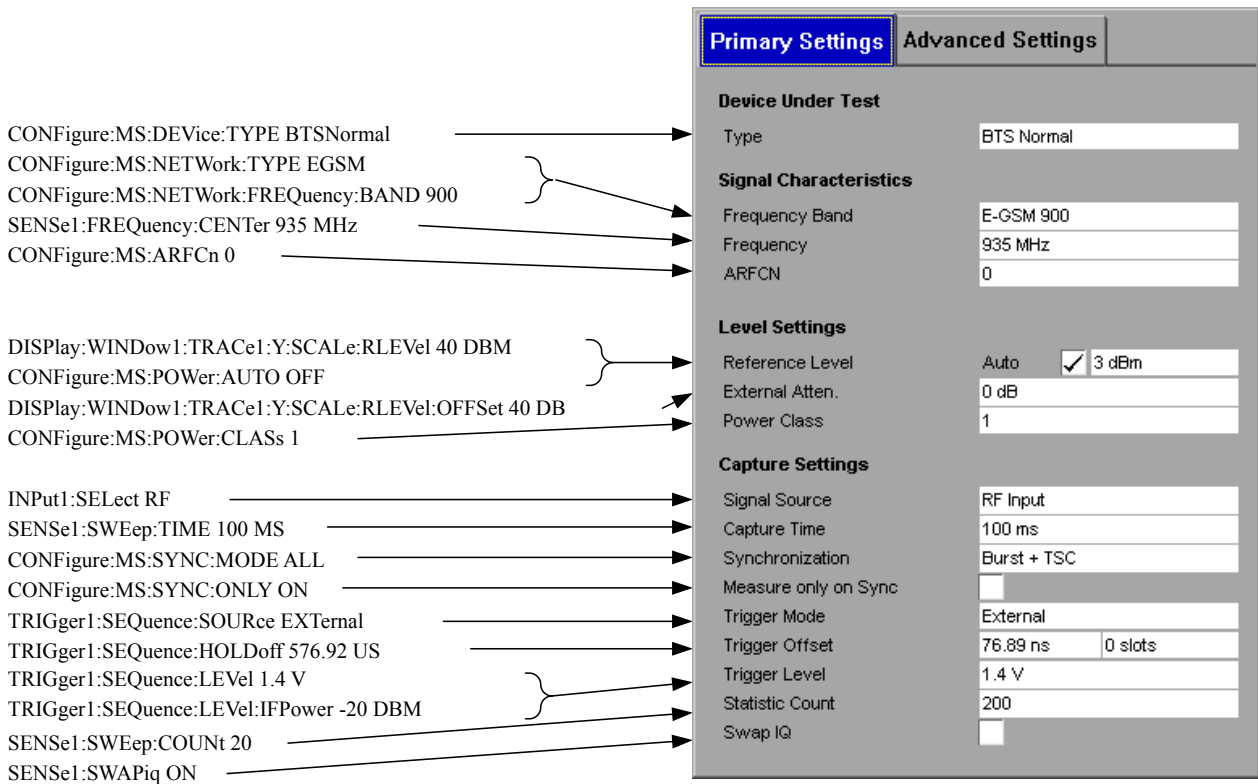 Primary Settings Advanced Settings
Device Under Test
CONFigure:MS:DEVice:TYPE BTSNormal Type BTS Normal
CONFigure:MS:NETWork:TYPE EGSM
Signal Characteristics
CONFigure:MS:NETWork:FREQuency:BAND 900
Frequency Band E-GSM 900
SENSe1:FREQuency:CENTer 935 MHz
Frequency 935 MHz
CONFigure:MS:ARFCn 0
ARFCN 0
Level Settings
DISPlay:WINDow1:TRACe1:Y:SCALe:RLEVel 40 DBM
Reference Level Auto 3 dBm
CONFigure:MS:POWer:AUTO OFF
External Atten. 0 dB
DISPlay:WINDow1:TRACe1:Y:SCALe:RLEVel:OFFSet 40 DB
Power Class 1
CONFigure:MS:POWer:CLASs 1
Capture Settings
INPut1:SELect RF Signal Source RF Input
SENSe1:SWEep:TIME 100 MS Capture Time 100 ms
CONFigure:MS:SYNC:MODE ALL Synchronization Burst + TSC
CONFigure:MS:SYNC:ONLY ON Measure only on Sync
TRIGger1:SEQuence:SOURce EXTernal Trigger Mode External
TRIGger1:SEQuence:HOLDoff 576.92 US Trigger Offset 76.89 ns 0 slots
TRIGger1:SEQuence:LEVel 1.4 V Trigger Level 1.4 V
TRIGger1:SEQuence:LEVel:IFPower -20 DBM Statistic Count 200
SENSe1:SWEep:COUNt 20 Swap IQ
SENSe1:SWAPiq ON